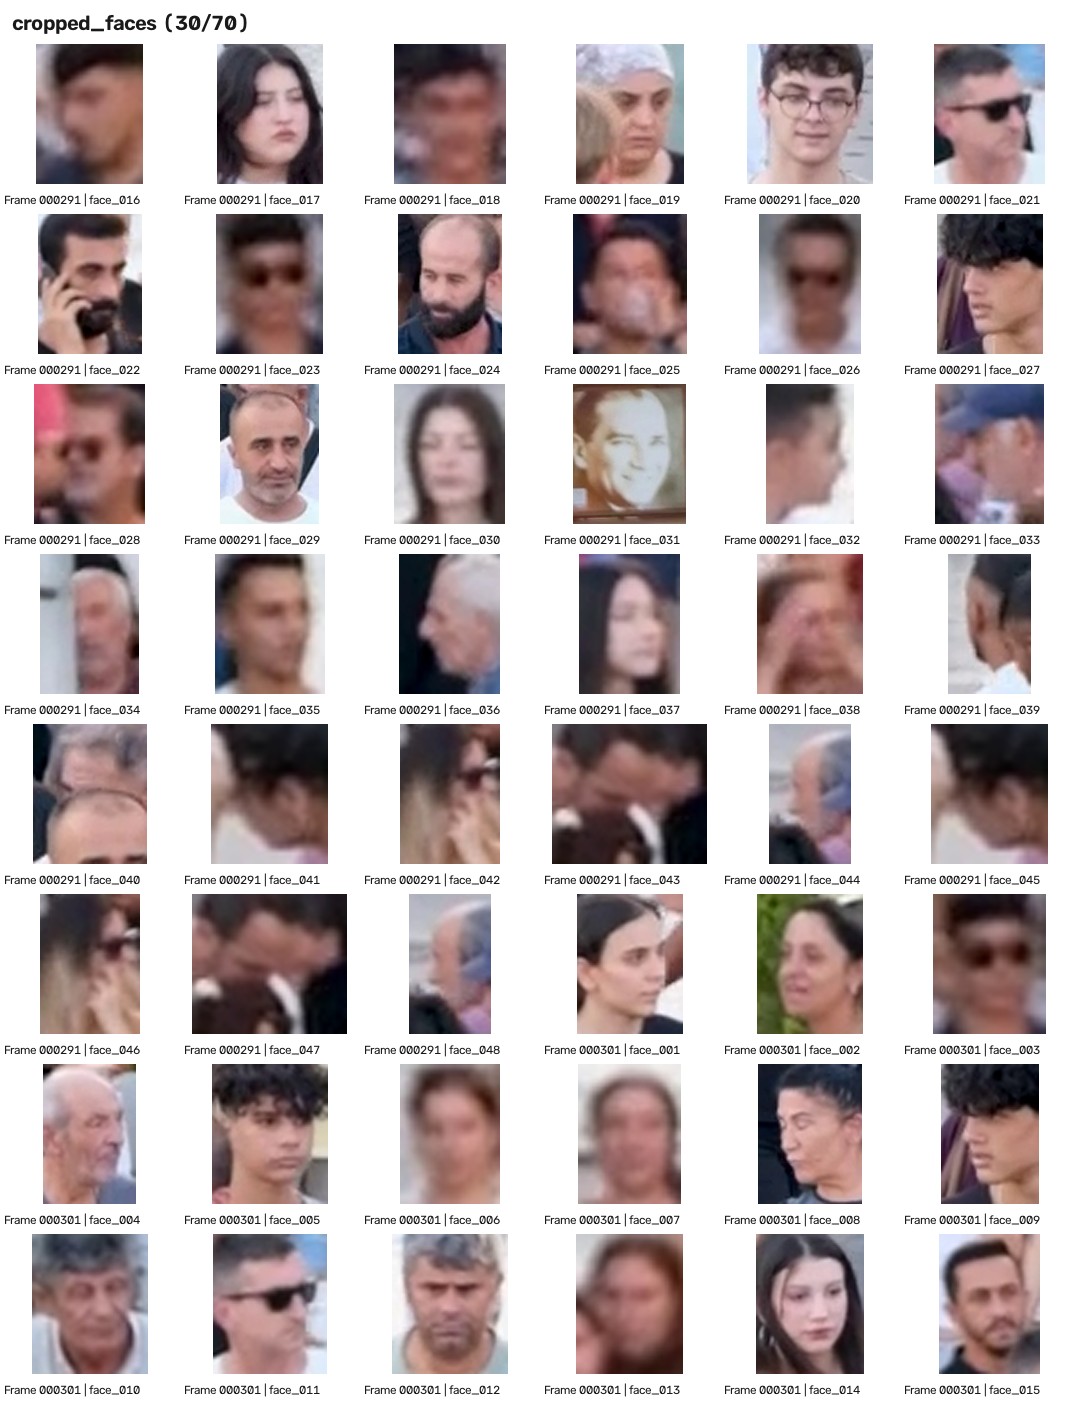 cropped_faces (30/70)
Frame 000291 | face_016
Frame 000291 | face_017
Frame 000291 | face_018
Frame 000291 | face_019
Frame 000291 | face_020
Frame 000291 | face_021
Frame 000291 | face_022
Frame 000291 | face_023
Frame 000291 | face_024
Frame 000291 | face_025
Frame 000291 | face_026
Frame 000291 | face_027
Frame 000291 | face_028
Frame 000291 | face_029
Frame 000291 | face_030
Frame 000291 | face_031
Frame 000291 | face_032
Frame 000291 | face_033
Frame 000291 | face_034
Frame 000291 | face_035
Frame 000291 | face_036
Frame 000291 | face_037
Frame 000291 | face_038
Frame 000291 | face_039
Frame 000291 | face_040
Frame 000291 | face_041
Frame 000291 | face_042
Frame 000291 | face_043
Frame 000291 | face_044
Frame 000291 | face_045
Frame 000291 | face_046
Frame 000291 | face_047
Frame 000291 | face_048
Frame 000301 | face_001
Frame 000301 | face_002
Frame 000301 | face_003
Frame 000301 | face_004
Frame 000301 | face_005
Frame 000301 | face_006
Frame 000301 | face_007
Frame 000301 | face_008
Frame 000301 | face_009
Frame 000301 | face_010
Frame 000301 | face_011
Frame 000301 | face_012
Frame 000301 | face_013
Frame 000301 | face_014
Frame 000301 | face_015